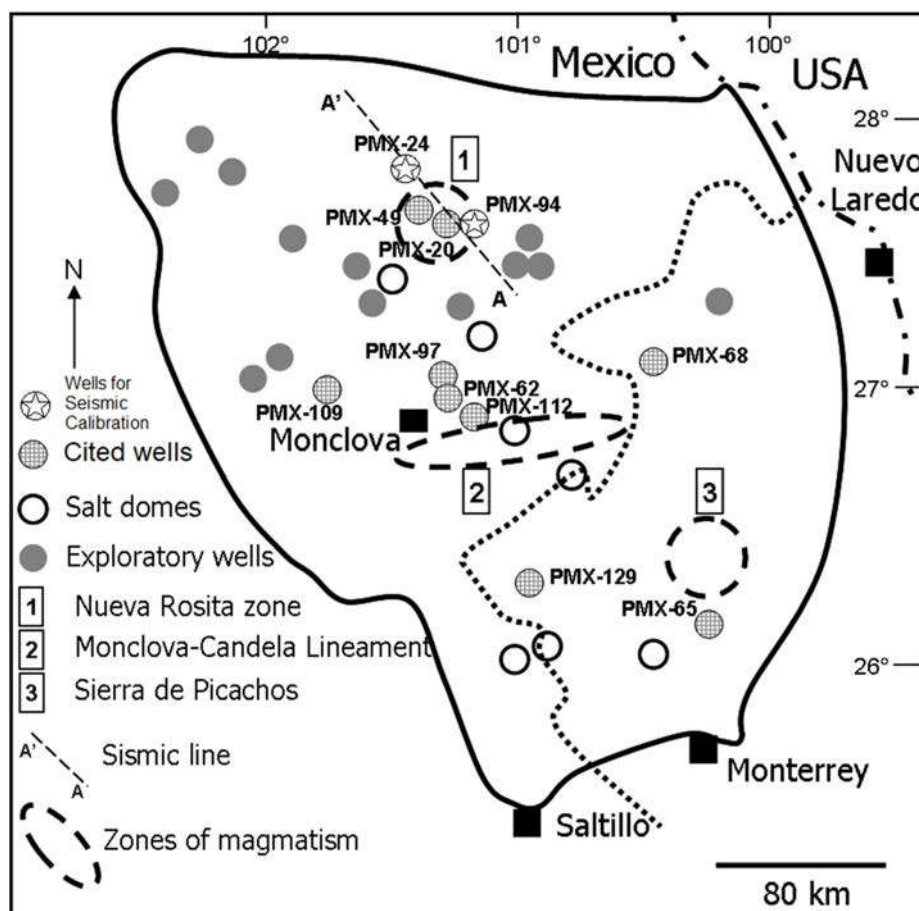 102°
101°
100°
Mexico
USA
28°
A'
PMX-24
1
Nuevo
Laredo
PMX-49
PMX-94
PMX-20
N
A
PMX-97
PMX-68
27°
PMX-62
PMX-109
PMX-112
Monclova
Wells for
Seismic
Calibration
Cited wells
2
3
Salt domes
Exploratory wells
PMX-129
PMX-65
1 Nueva Rosita zone
2 Monclova-Candela Lineament
26°
3 Sierra de Picachos
A'
Sismic line
A
Monterrey
Saltillo
Zones of magmatism
80 km